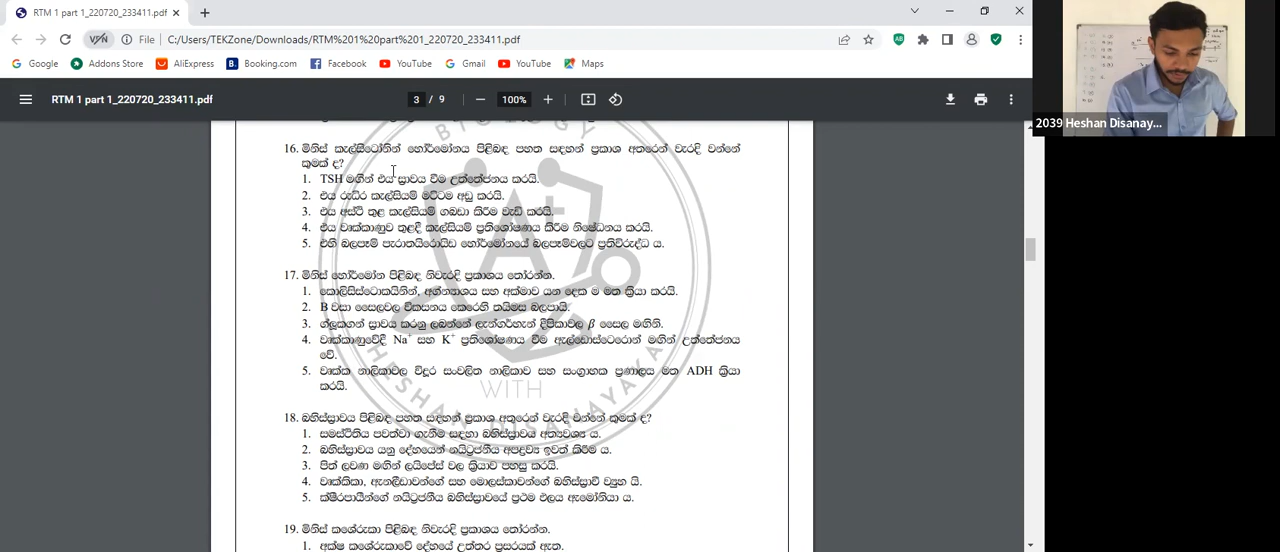 RTM 1 part 1_220720_233411.pdf
File C:/Users/TEKZone/Downloads/RTM%201%20part%201_220720_233411.pdf
Google Addons Store AliExpress Booking.com Facebook YouTube Gmail YouTube Maps
RTM 1 part 1_220720_233411.pdf 3 / 9 100%
2039 Heshan Disanay...
16. මිනිස් කැල්සිටෝනින් හෝර්මෝනය පිළිබඳ පහත සඳහන් ප්‍රකාශ අතරෙන් වැරදි වන්නේ
කුමක් ද?
1. TSH මඟින් එය ස්‍රාවය වීම උත්තේජනය කරයි.
2. එය රුධිර කැල්සියම් මට්ටම අඩු කරයි.
3. එය අස්ථි තුළ කැල්සියම් ගබඩා කිරීම වැඩි කරයි.
4. එය වෘක්කාණුව තුළදී කැල්සියම් ප්‍රතිශෝෂණය කිරීම නිෂේධනය කරයි.
5. එහි බලපෑම් පැරාතයිරොයිඩ හෝර්මෝනයේ බලපෑම්වලට ප්‍රතිවිරුද්ධ ය.
17. මිනිස් හෝර්මෝන පිළිබඳ නිවැරදි ප්‍රකාශය තෝරන්න.
1. කොලිසිස්ටොකයිනින්, අග්න්‍යාශය සහ අක්මාව යන දෙක ම මත ක්‍රියා කරයි.
2. B වසා සෛලවල විකසනය කෙරෙහි තයිමස බලපායි.
3. ග්ලූකගන් ස්‍රාවය කරනු ලබන්නේ ලැන්ගර්හැන් දීපිකාවල β සෛල මඟිනි.
4. වෘක්කාණුවේදී Na⁺ සහ K⁺ ප්‍රතිශෝෂණය වීම ඇල්ඩොස්ටෙරොන් මඟින් උත්තේජනය
වේ.
5. වෘක්ක නාලිකාවල විදූර සංවලිත නාලිකාව සහ සංග්‍රාහක ප්‍රණාලය මත ADH ක්‍රියා
කරයි.
18. බහිස්ස්‍රාවය පිළිබඳ පහත සඳහන් ප්‍රකාශ අතුරෙන් වැරදි වන්නේ කුමක් ද?
1. සමස්ථිතිය පවත්වා ගැනීම සඳහා බහිස්ස්‍රාවය අත්‍යවශ්‍ය ය.
2. බහිස්ස්‍රාවය යනු දේහයෙන් නයිට්‍රජනීය අපද්‍රව්‍ය ඉවත් කිරීම ය.
3. පිත් ලවණ මඟින් ලයිපේස් වල ක්‍රියාව පහසු කරයි.
4. වෘක්කිකා, ඇනලීඩාවන්ගේ සහ මොලස්කාවන්ගේ බහිස්ස්‍රාවී ව්‍යුහ යි.
5. ක්ෂීරපායීන්ගේ නයිට්‍රජනීය බහිස්ස්‍රාවයේ ප්‍රථම ඵලය ඇමෝනියා ය.
19. මිනිස් කශේරුකා පිළිබඳ නිවැරදි ප්‍රකාශය තෝරන්න.
1. අක්ෂ කශේරුකාවේ දේහයේ උත්තර ප්‍රසරයක් ඇත.
BIOLOGY
A+
WITH
HESHAN DISANAYAKA